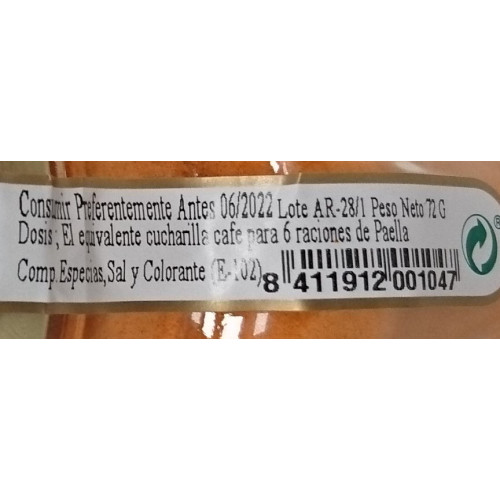 Consumir Preferentemente Antes 06/2022 Lote AR-28/1 Peso Neto 72 G
Dosis; El equivalente cucharilla cafe para 6 raciones de Paella
Comp.Especias,Sal y Colorante (E-102)
8 411912 001047
®